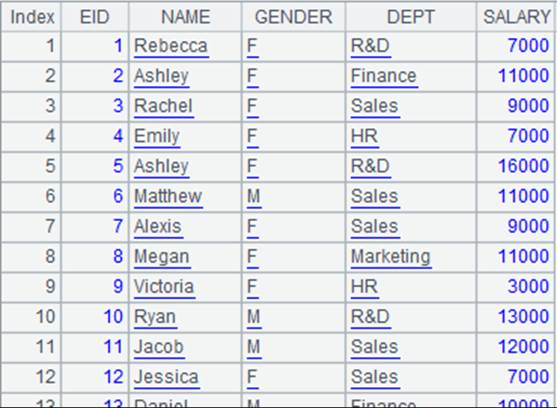 Index EID NAME GENDER DEPT SALARY
1 1 Rebecca F R&D 7000
2 2 Ashley F Finance 11000
3 3 Rachel F Sales 9000
4 4 Emily F HR 7000
5 5 Ashley F R&D 16000
6 6 Matthew M Sales 11000
7 7 Alexis F Sales 9000
8 8 Megan F Marketing 11000
9 9 Victoria F HR 3000
10 10 Ryan M R&D 13000
11 11 Jacob M Sales 12000
12 12 Jessica F Sales 7000
13 13 Daniel M Finance 10000